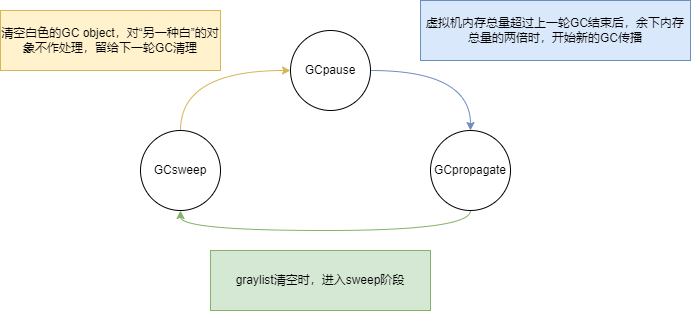 清空白色的GC object，对“另一种白”的对
象不作处理，留给下一轮GC清理
虚拟机内存总量超过上一轮GC结束后，余下内存
总量的两倍时，开始新的GC传播
GCpause
GCsweep
GCpropagate
graylist清空时，进入sweep阶段